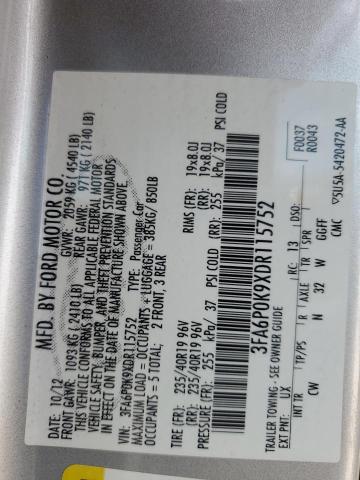 MFD. BY FORD MOTOR CO.
DATE: 10/12 GVWR: 2059 KG ( 4540 LB)
FRONT GAWR: 1093 KG ( 2410 LB) REAR GAWR: 971 KG ( 2140 LB)
THIS VEHICLE CONFORMS TO ALL APPLICABLE FEDERAL MOTOR
VEHICLE SAFETY, BUMPER, AND THEFT PREVENTION STANDARDS
IN EFFECT ON THE DATE OF MANUFACTURE SHOWN ABOVE.
VIN: 3FA6P0K9XDR115752 TYPE: Passenger Car
MAXIMUM LOAD = OCCUPANTS + LUGGAGE = 385KG/ 850LB
OCCUPANTS = 5 TOTAL: 2 FRONT, 3 REAR
TIRE (FR): 235/40R19 96V RIMS (FR): 19x8.0J
(RR): 235/40R19 96V (RR): 19x8.0J
PRESSURE (FR): 255 kPa/ 37 PSI COLD (RR): 255 kPa/ 37 PSI COLD
3FA6P0K9XDR115752
F0037
R0043
TRAILER TOWING - SEE OWNER GUIDE
EXT PNT: UX RC: 13 DSO:
INT TR TP/PS R AXLE TR SPR
CW N 32 W GGFF
CMC 5U5A-5420472-AA